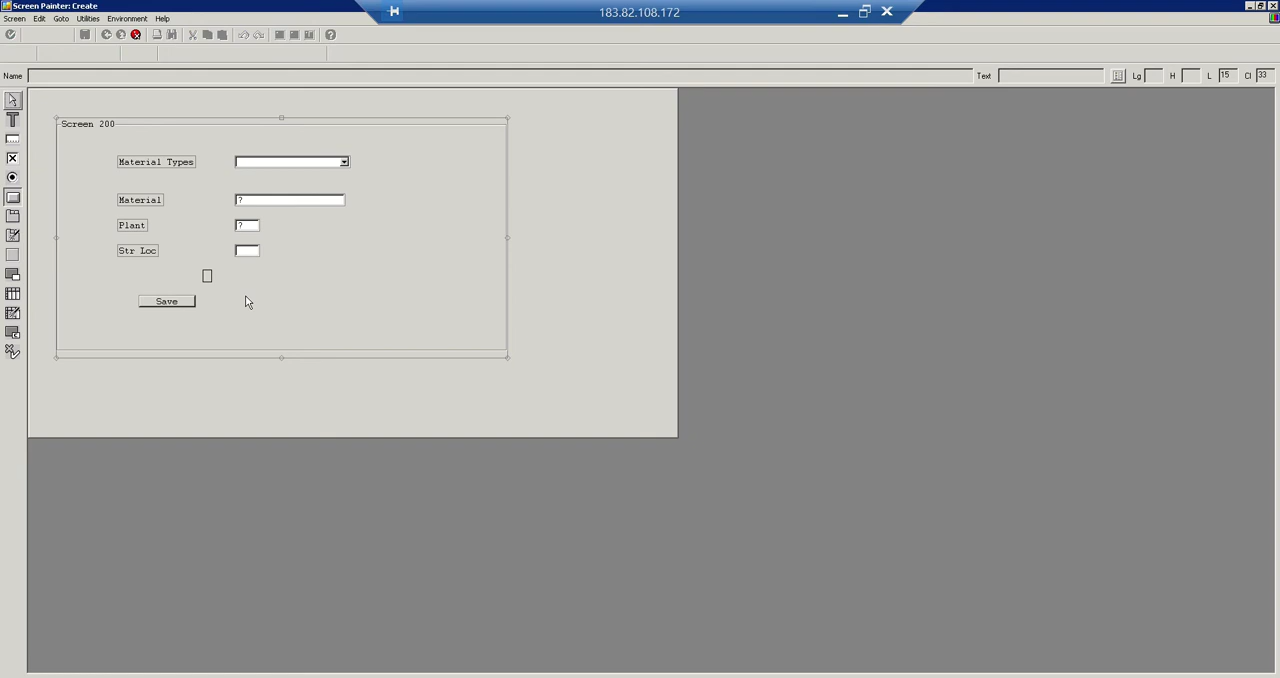 Screen Painter: Create
183.82.108.172
Screen Edit Goto Utilities Environment Help
Name Text Lg H L 15 Cl 33
Screen 200
Material Types
Material ?
Plant ?
Str Loc
Save